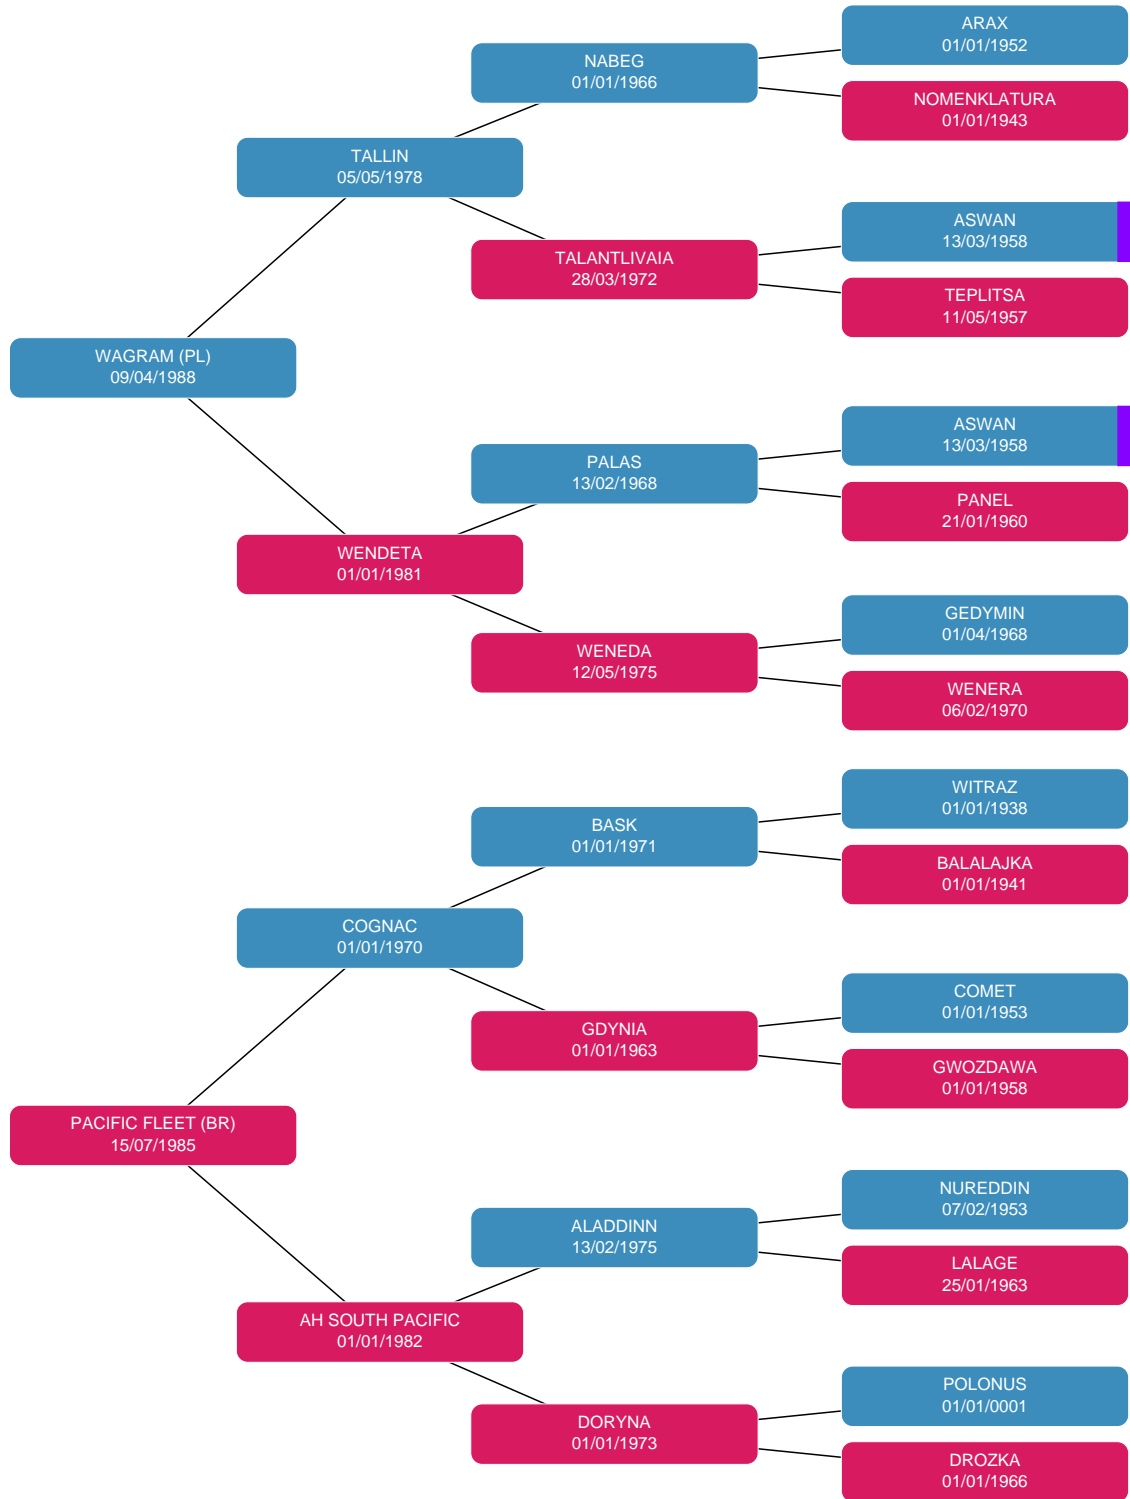 ARAX
01/01/1952
NABEG
01/01/1966
NOMENKLATURA
01/01/1943
TALLIN
05/05/1978
ASWAN
13/03/1958
TALANTLIVAIA
28/03/1972
TEPLITSA
11/05/1957
WAGRAM (PL)
09/04/1988
ASWAN
13/03/1958
PALAS
13/02/1968
PANEL
21/01/1960
WENDETA
01/01/1981
GEDYMIN
01/04/1968
WENEDA
12/05/1975
WENERA
06/02/1970
WITRAZ
01/01/1938
BASK
01/01/1971
BALALAJKA
01/01/1941
COGNAC
01/01/1970
COMET
01/01/1953
GDYNIA
01/01/1963
GWOZDAWA
01/01/1958
PACIFIC FLEET (BR)
15/07/1985
NUREDDIN
07/02/1953
ALADDINN
13/02/1975
LALAGE
25/01/1963
AH SOUTH PACIFIC
01/01/1982
POLONUS
01/01/0001
DORYNA
01/01/1973
DROZKA
01/01/1966